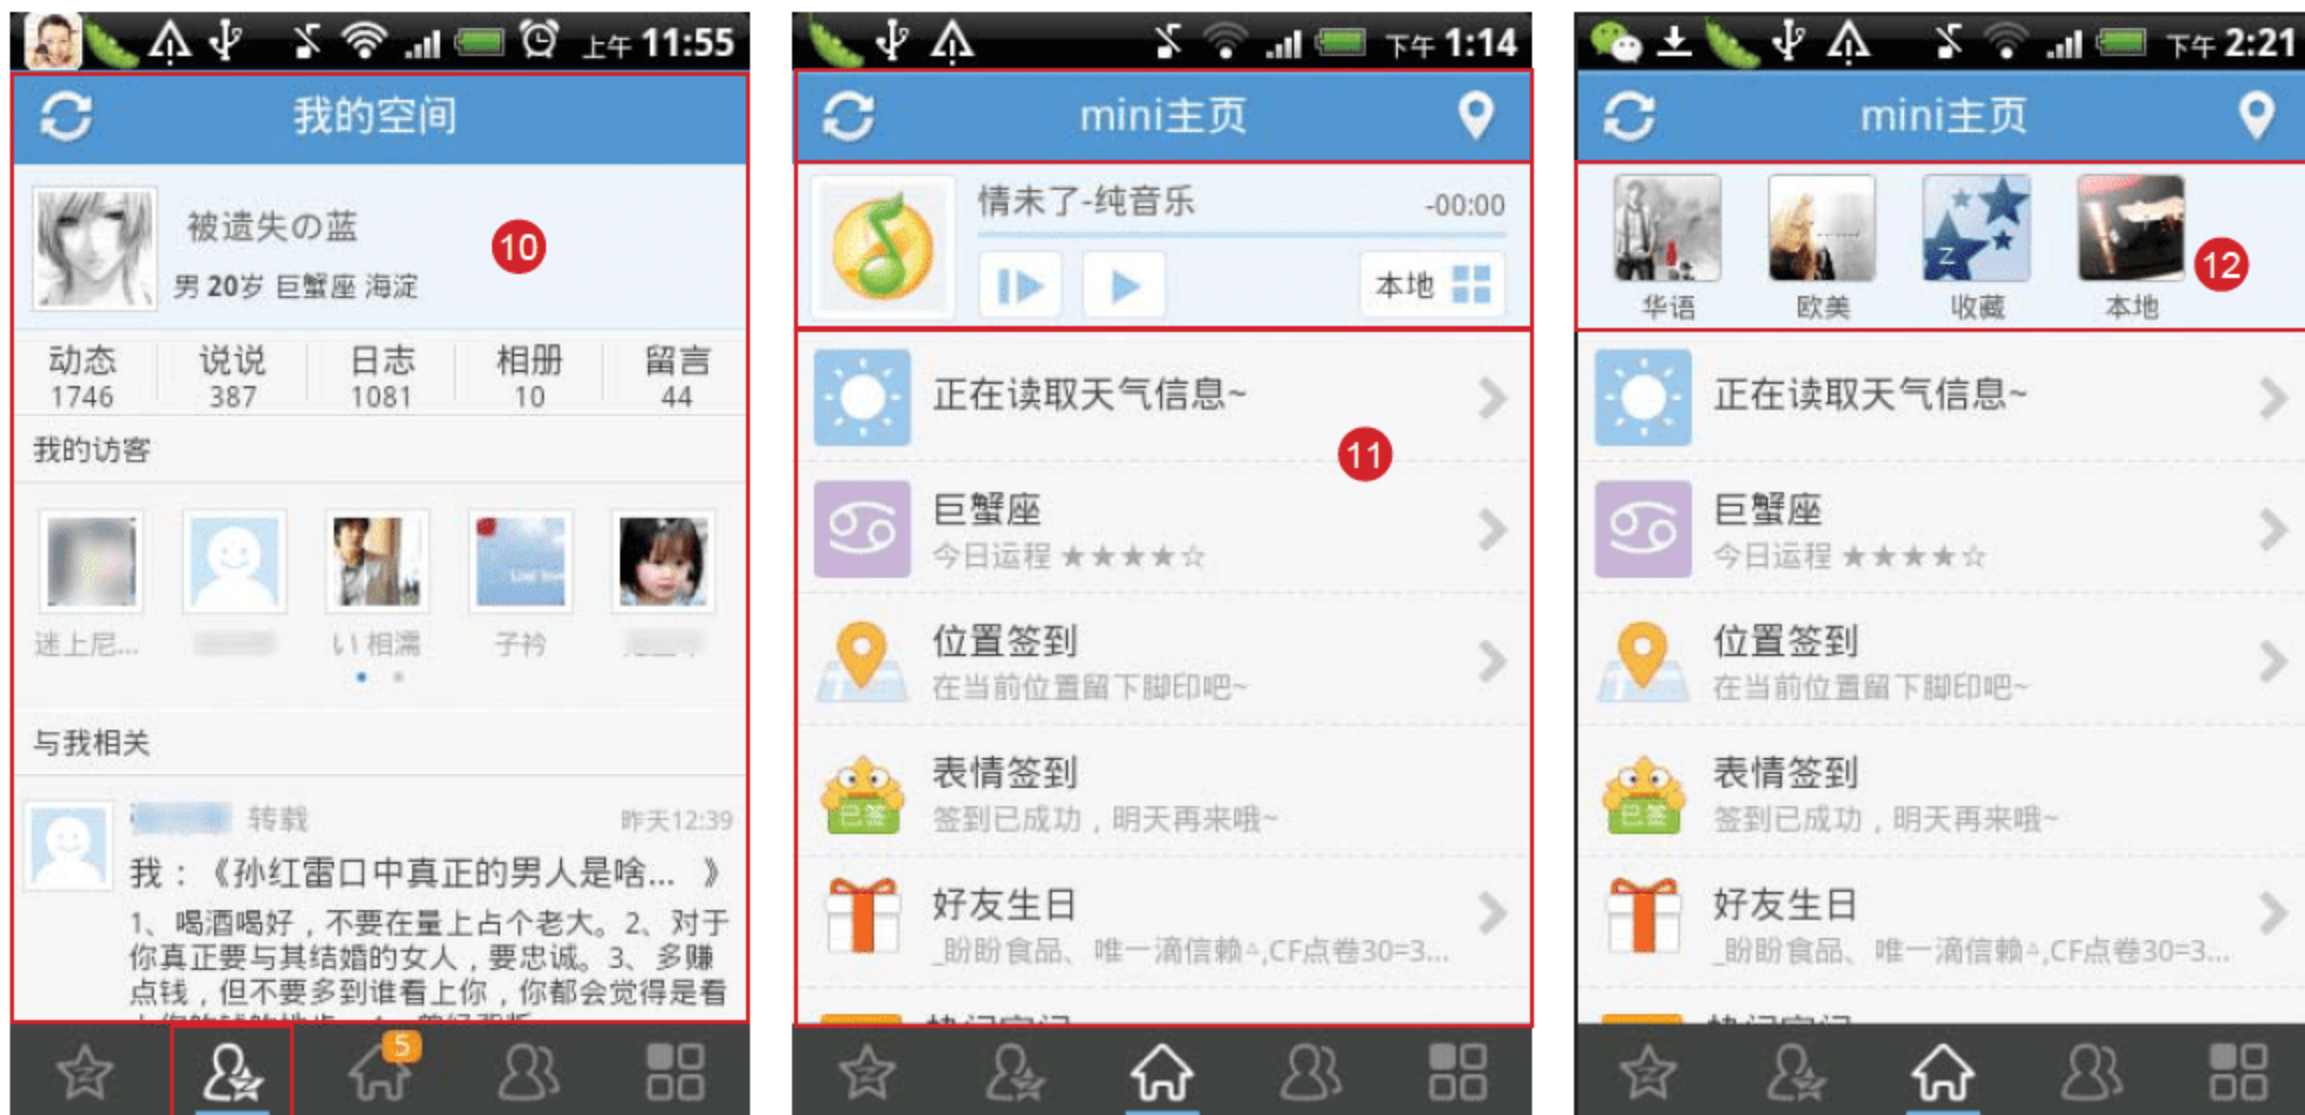 上午 11:55
我的空间
被遗失の蓝
男 20岁 巨蟹座 海淀
10
动态 说说 日志 相册 留言
1746 387 1081 10 44
我的访客
迷上尼... い相濡 子衿
与我相关
转载 昨天12:39
我：《孙红雷口中真正的男人是啥... 》
1、喝酒喝好，不要在量上占个老大。2、对于
你真正要与其结婚的女人，要忠诚。3、多赚
点钱，但不要多到谁看上你，你都会觉得是看
5
下午 1:14
mini主页
情未了-纯音乐 -00:00
本地
正在读取天气信息~
11
巨蟹座
今日运程 ★★★★☆
位置签到
在当前位置留下脚印吧~
表情签到
已签
签到已成功，明天再来哦~
好友生日
_盼盼食品、唯一滴信赖▵,CF点卷30=3...
下午 2:21
mini主页
Z
12
华语 欧美 收藏 本地
正在读取天气信息~
巨蟹座
今日运程 ★★★★☆
位置签到
在当前位置留下脚印吧~
表情签到
已签
签到已成功，明天再来哦~
好友生日
_盼盼食品、唯一滴信赖▵,CF点卷30=3...